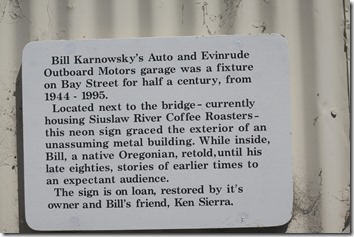 Bill Karnowsky's Auto and Evinrude
Outboard Motors garage was a fixture
on Bay Street for half a century, from
1944 - 1995.
Located next to the bridge - currently
housing Siuslaw River Coffee Roasters -
this neon sign graced the exterior of an
unassuming metal building. While inside,
Bill, a native Oregonian, retold, until his
late eighties, stories of earlier times to
an expectant audience.
The sign is on loan, restored by it's
owner and Bill's friend, Ken Sierra.